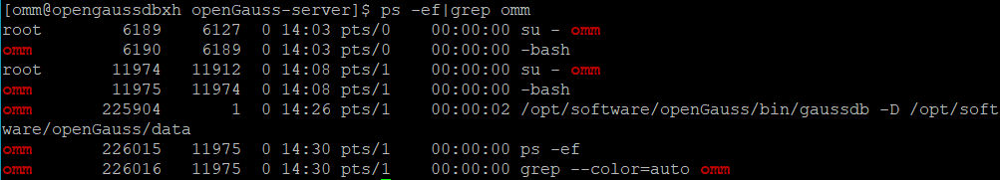 [omm@opengaussdbxh openGauss-server]$ ps -ef|grep omm
root        6189    6127  0 14:03 pts/0    00:00:00 su - omm
omm         6190    6189  0 14:03 pts/0    00:00:00 -bash
root       11974   11912  0 14:08 pts/1    00:00:00 su - omm
omm        11975   11974  0 14:08 pts/1    00:00:00 -bash
omm       225904       1  0 14:26 pts/1    00:00:02 /opt/software/openGauss/bin/gaussdb -D /opt/soft
ware/openGauss/data
omm       226015   11975  0 14:30 pts/1    00:00:00 ps -ef
omm       226016   11975  0 14:30 pts/1    00:00:00 grep --color=auto omm